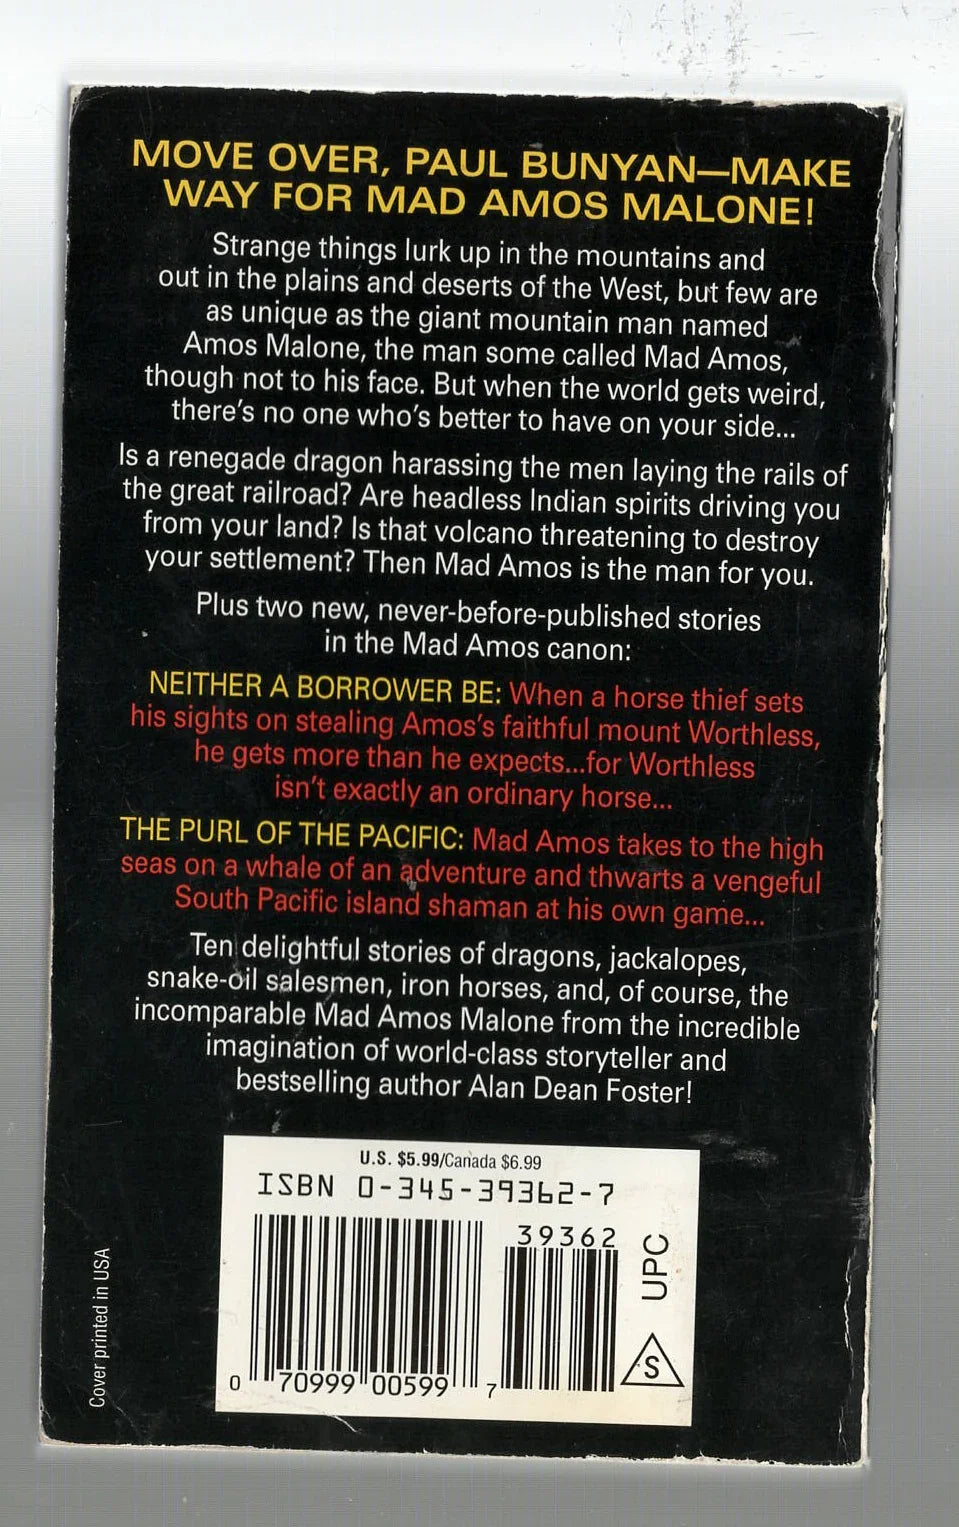 MOVE OVER, PAUL BUNYAN—MAKE
WAY FOR MAD AMOS MALONE!
Strange things lurk up in the mountains and
out in the plains and deserts of the West, but few are
as unique as the giant mountain man named
Amos Malone, the man some called Mad Amos,
though not to his face. But when the world gets weird,
there's no one who's better to have on your side...
Is a renegade dragon harassing the men laying the rails of
the great railroad? Are headless Indian spirits driving you
from your land? Is that volcano threatening to destroy
your settlement? Then Mad Amos is the man for you.
Plus two new, never-before-published stories
in the Mad Amos canon:
NEITHER A BORROWER BE: When a horse thief sets
his sights on stealing Amos's faithful mount Worthless,
he gets more than he expects...for Worthless
isn't exactly an ordinary horse...
THE PURL OF THE PACIFIC: Mad Amos takes to the high
seas on a whale of an adventure and thwarts a vengeful
South Pacific island shaman at his own game...
Ten delightful stories of dragons, jackalopes,
snake-oil salesmen, iron horses, and, of course, the
incomparable Mad Amos Malone from the incredible
imagination of world-class storyteller and
bestselling author Alan Dean Foster!
U.S. $5.99/Canada $6.99
ISBN 0-345-39362-7
39362
0 70999 00599 7
UPC
S
Cover printed in USA